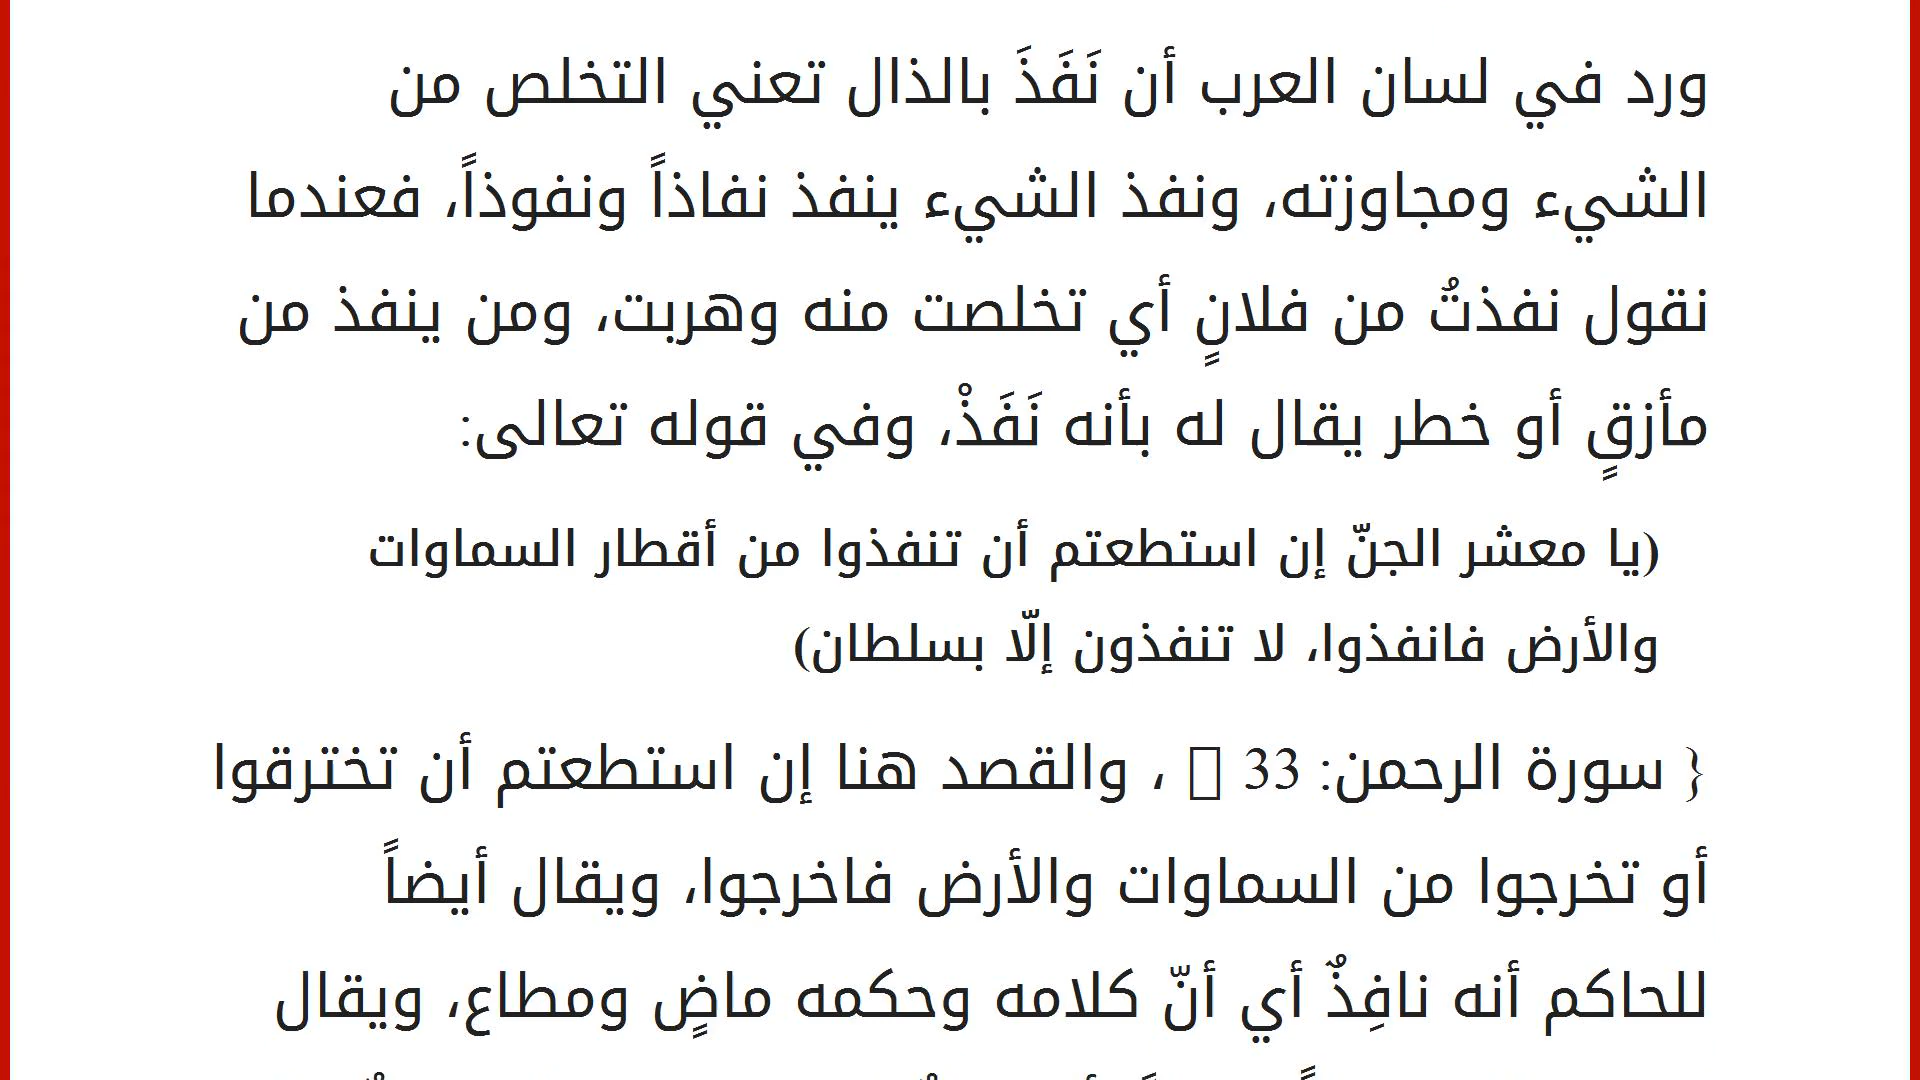 ورد في لسان العرب أن نَفَذَ بالذال تعني التخلص من
الشيء ومجاوزته، ونفذ الشيء ينفذ نفاذاً ونفوذاً، فعندما
نقول نفذتُ من فلانٍ أي تخلصت منه وهربت، ومن ينفذ من
مأزقٍ أو خطر يقال له بأنه نَفَذْ، وفي قوله تعالى:
(يا معشر الجنّ إن استطعتم أن تنفذوا من أقطار السماوات
والأرض فانفذوا، لا تنفذون إلّا بسلطان)
{ سورة الرحمن: 33 ، والقصد هنا إن استطعتم أن تخترقوا
أو تخرجوا من السماوات والأرض فاخرجوا، ويقال أيضاً
للحاكم أنه نافِذٌ أي أنّ كلامه وحكمه ماضٍ ومطاع، ويقال